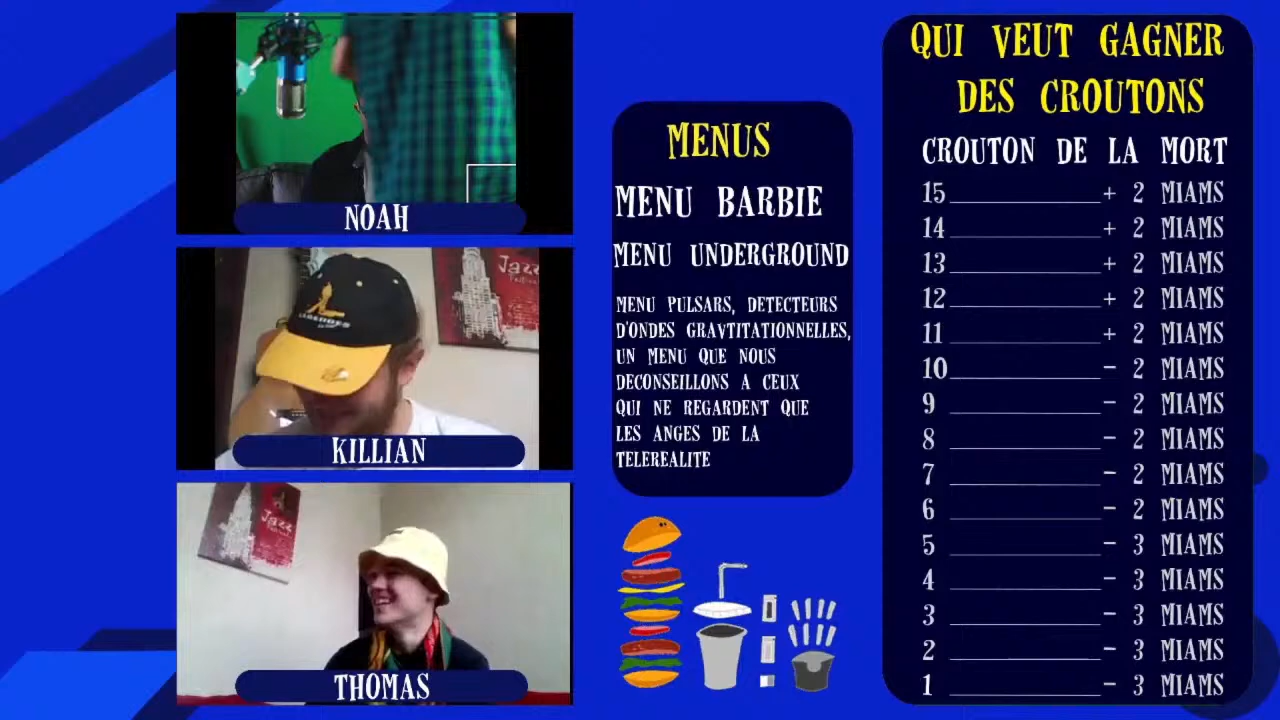 NOAH
KILLIAN
THOMAS
Jazz
Jazz
MENUS
MENU BARBIE
MENU UNDERGROUND
MENU PULSARS, DETECTEURS
D'ONDES GRAVTITATIONNELLES,
UN MENU QUE NOUS
DECONSEILLONS A CEUX
QUI NE REGARDENT QUE
LES ANGES DE LA
TELEREALITE
QUI VEUT GAGNER
DES CROUTONS
CROUTON DE LA MORT
15 + 2 MIAMS
14 + 2 MIAMS
13 + 2 MIAMS
12 + 2 MIAMS
11 + 2 MIAMS
10 - 2 MIAMS
9 - 2 MIAMS
8 - 2 MIAMS
7 - 2 MIAMS
6 - 2 MIAMS
5 - 3 MIAMS
4 - 3 MIAMS
3 - 3 MIAMS
2 - 3 MIAMS
1 - 3 MIAMS